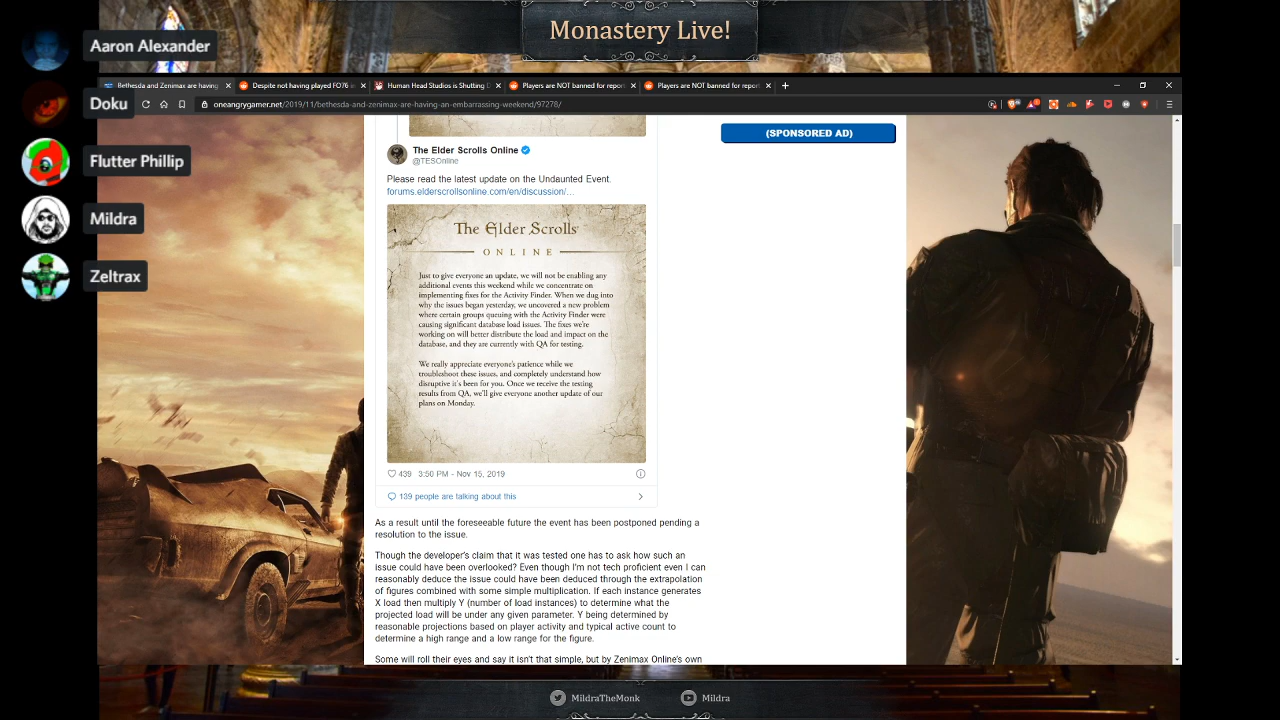 Monastery Live!
Aaron Alexander
Doku
Flutter Phillip
Mildra
Zeltrax
Bethesda and Zenimax are having
Despite not having played FO76
Human Head Studios is Shutting
Players are NOT banned for repor
Players are NOT banned for report
oneangrygamer.net/2019/11/bethesda-and-zenimax-are-having-an-embarrassing-weekend/97278/
(SPONSORED AD)
The Elder Scrolls Online
@TESOnline
Please read the latest update on the Undaunted Event.
forums.elderscrollsonline.com/en/discussion/…
The Elder Scrolls
ONLINE
Just to give everyone an update, we will not be enabling any
additional events this weekend while we concentrate on
implementing fixes for the Activity Finder. When we dug into
why the issues began yesterday, we uncovered a new problem
where certain groups queuing with the Activity Finder were
causing significant database load issues. The fixes we're
working on will better distribute the load and impact on the
database, and they are currently with QA for testing.
We really appreciate everyone's patience while we
troubleshoot these issues, and completely understand how
disruptive it's been for you. Once we receive the testing
results from QA, we'll give everyone another update of our
plans on Monday.
439 3:50 PM - Nov 15, 2019
139 people are talking about this
As a result until the foreseeable future the event has been postponed pending a
resolution to the issue.
Though the developer's claim that it was tested one has to ask how such an
issue could have been overlooked? Even though I'm not tech proficient even I can
reasonably deduce the issue could have been deduced through the extrapolation
of figures combined with some simple multiplication. If each instance generates
X load then multiply Y (number of load instances) to determine what the
projected load will be under any given parameter. Y being determined by
reasonable projections based on player activity and typical active count to
determine a high range and a low range for the figure.
Some will roll their eyes and say it isn't that simple, but by Zenimax Online's own
MildraTheMonk
Mildra